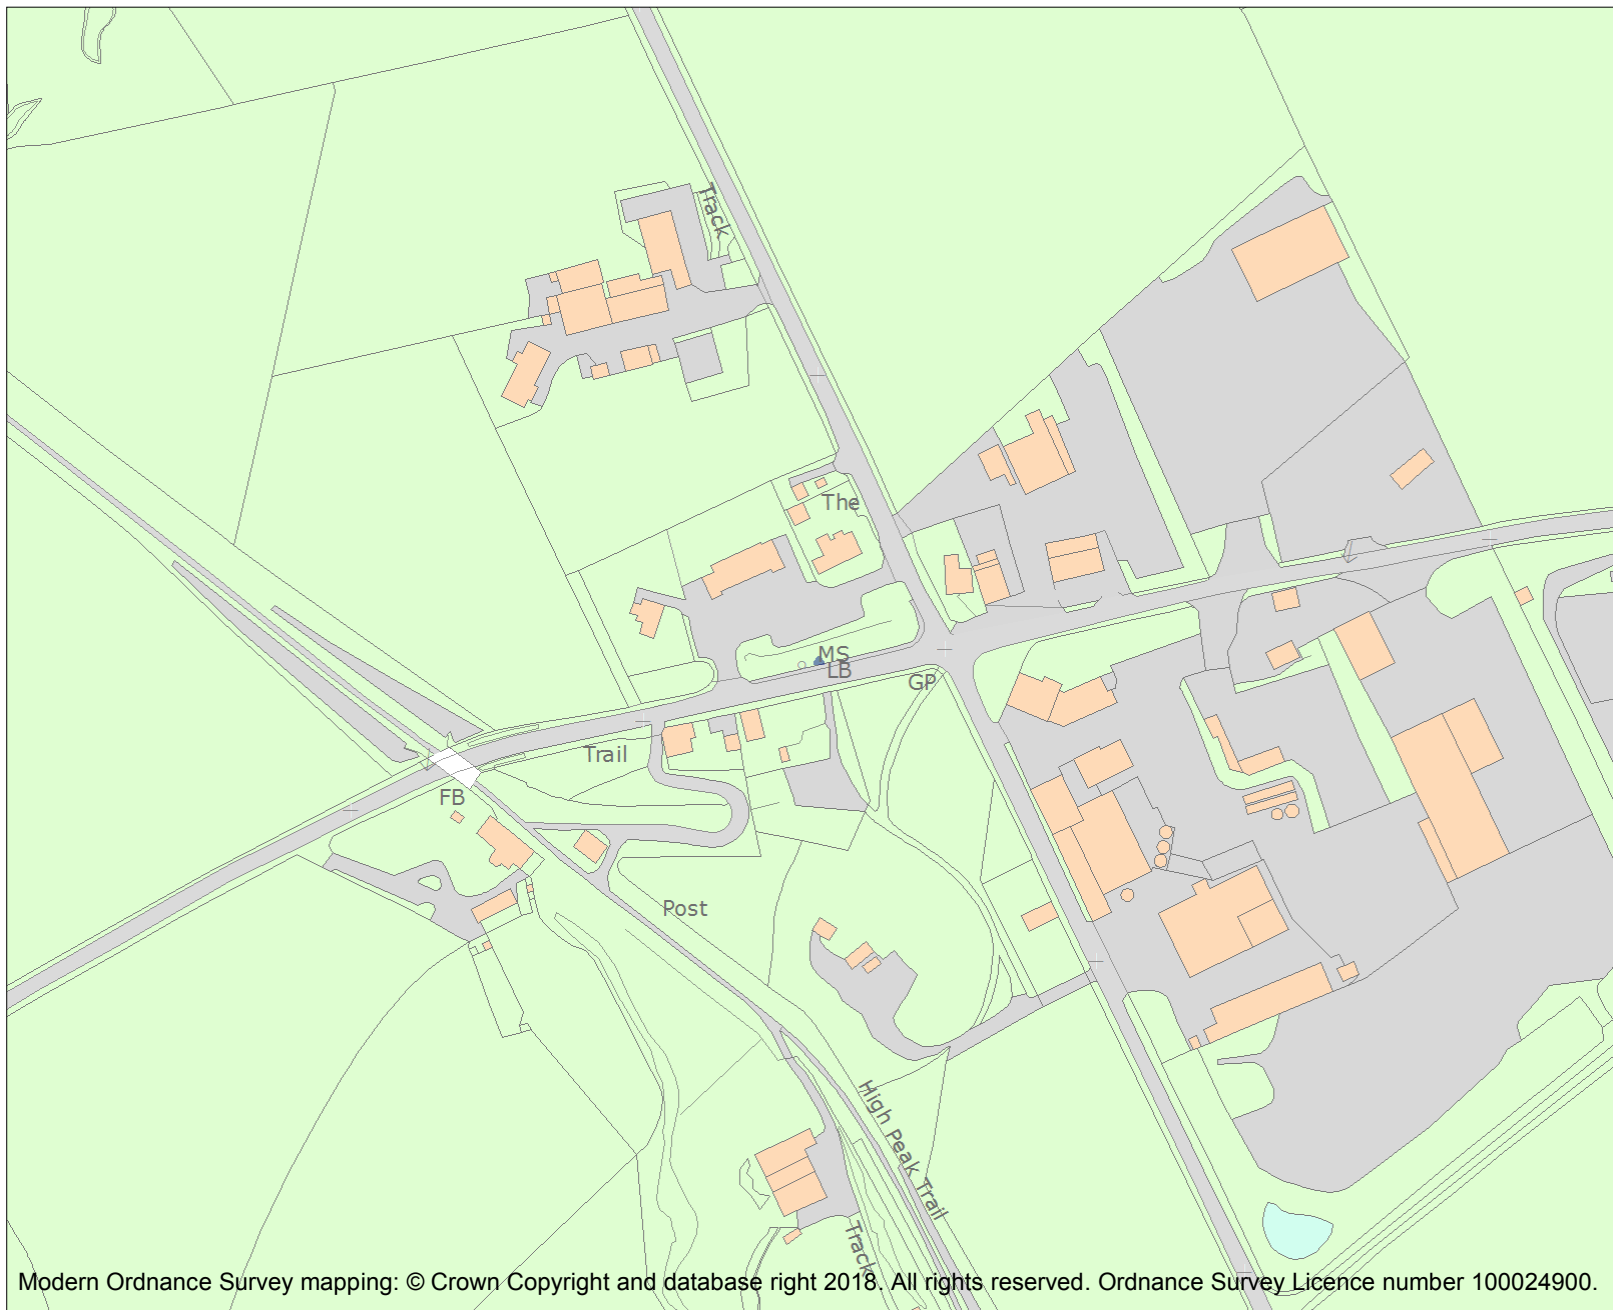 Track
The
MS
LB
GP
Trail
FB
Post
High Peak Trail
Track
Modern Ordnance Survey mapping: © Crown Copyright and database right 2018. All rights reserved. Ordnance Survey Licence number 100024900.